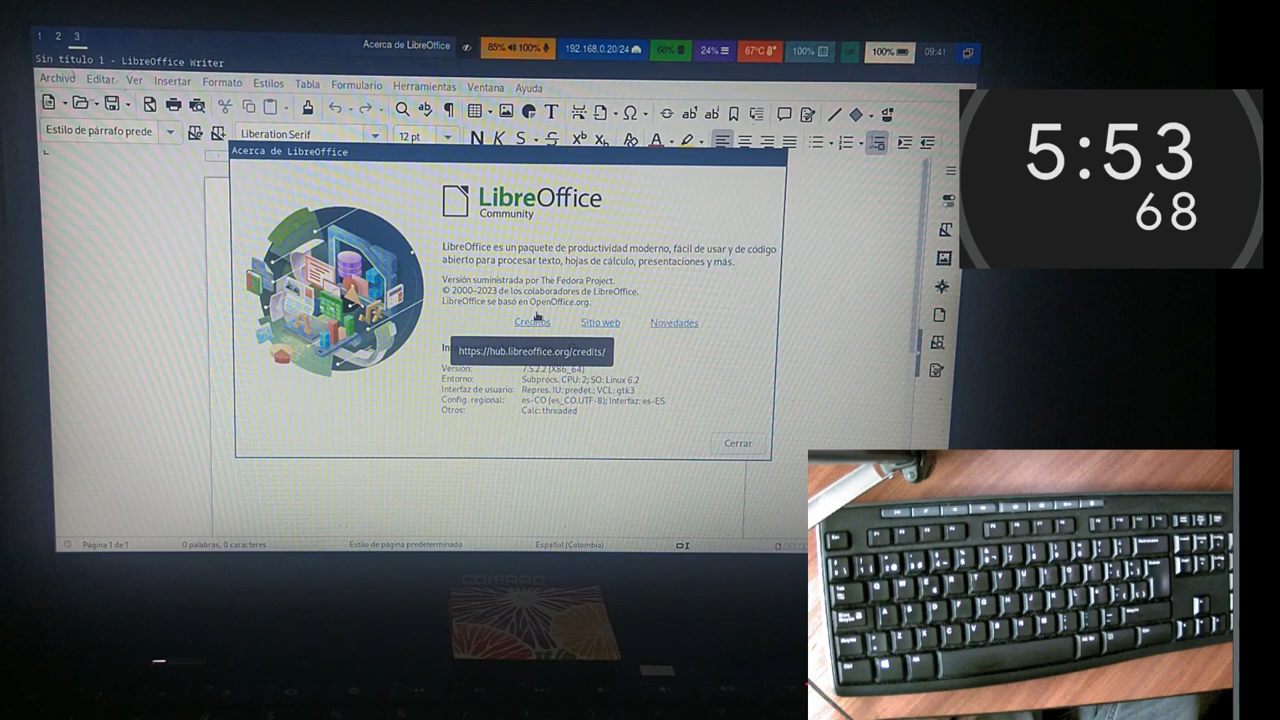 1 2 3
Acerca de LibreOffice
85% 100%
192.168.0.20/24
68%
24%
67°C
100%
100%
09:41
Sin título 1 - LibreOffice Writer
Archivo Editar Ver Insertar Formato Estilos Tabla Formulario Herramientas Ventana Ayuda
Estilo de párrafo prede
Liberation Serif
12 pt
N K S S
Acerca de LibreOffice
LibreOffice
Community
LibreOffice es un paquete de productividad moderno, fácil de usar y de código
abierto para procesar texto, hojas de cálculo, presentaciones y más.
Versión suministrada por The Fedora Project.
© 2000–2023 de los colaboradores de LibreOffice.
LibreOffice se basó en OpenOffice.org.
Créditos Sitio web Novedades
https://hub.libreoffice.org/credits/
Versión: 7.5.2.2 (X86_64)
Entorno: Subprocs. CPU: 2; SO: Linux 6.2
Interfaz de usuario: Repres. IU: predet.; VCL: gtk3
Config. regional: es-CO (es_CO.UTF-8); Interfaz: es-ES
Otros: Calc: threaded
Cerrar
Página 1 de 1 0 palabras, 0 caracteres Estilo de página predeterminado Español (Colombia)
COMPAQ
5:53
68